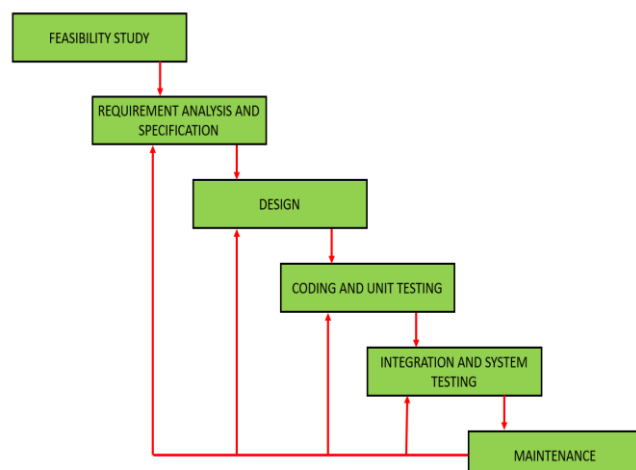 FEASIBILITY STUDY
REQUIREMENT ANALYSIS AND
SPECIFICATION
DESIGN
CODING AND UNIT TESTING
INTEGRATION AND SYSTEM
TESTING
MAINTENANCE